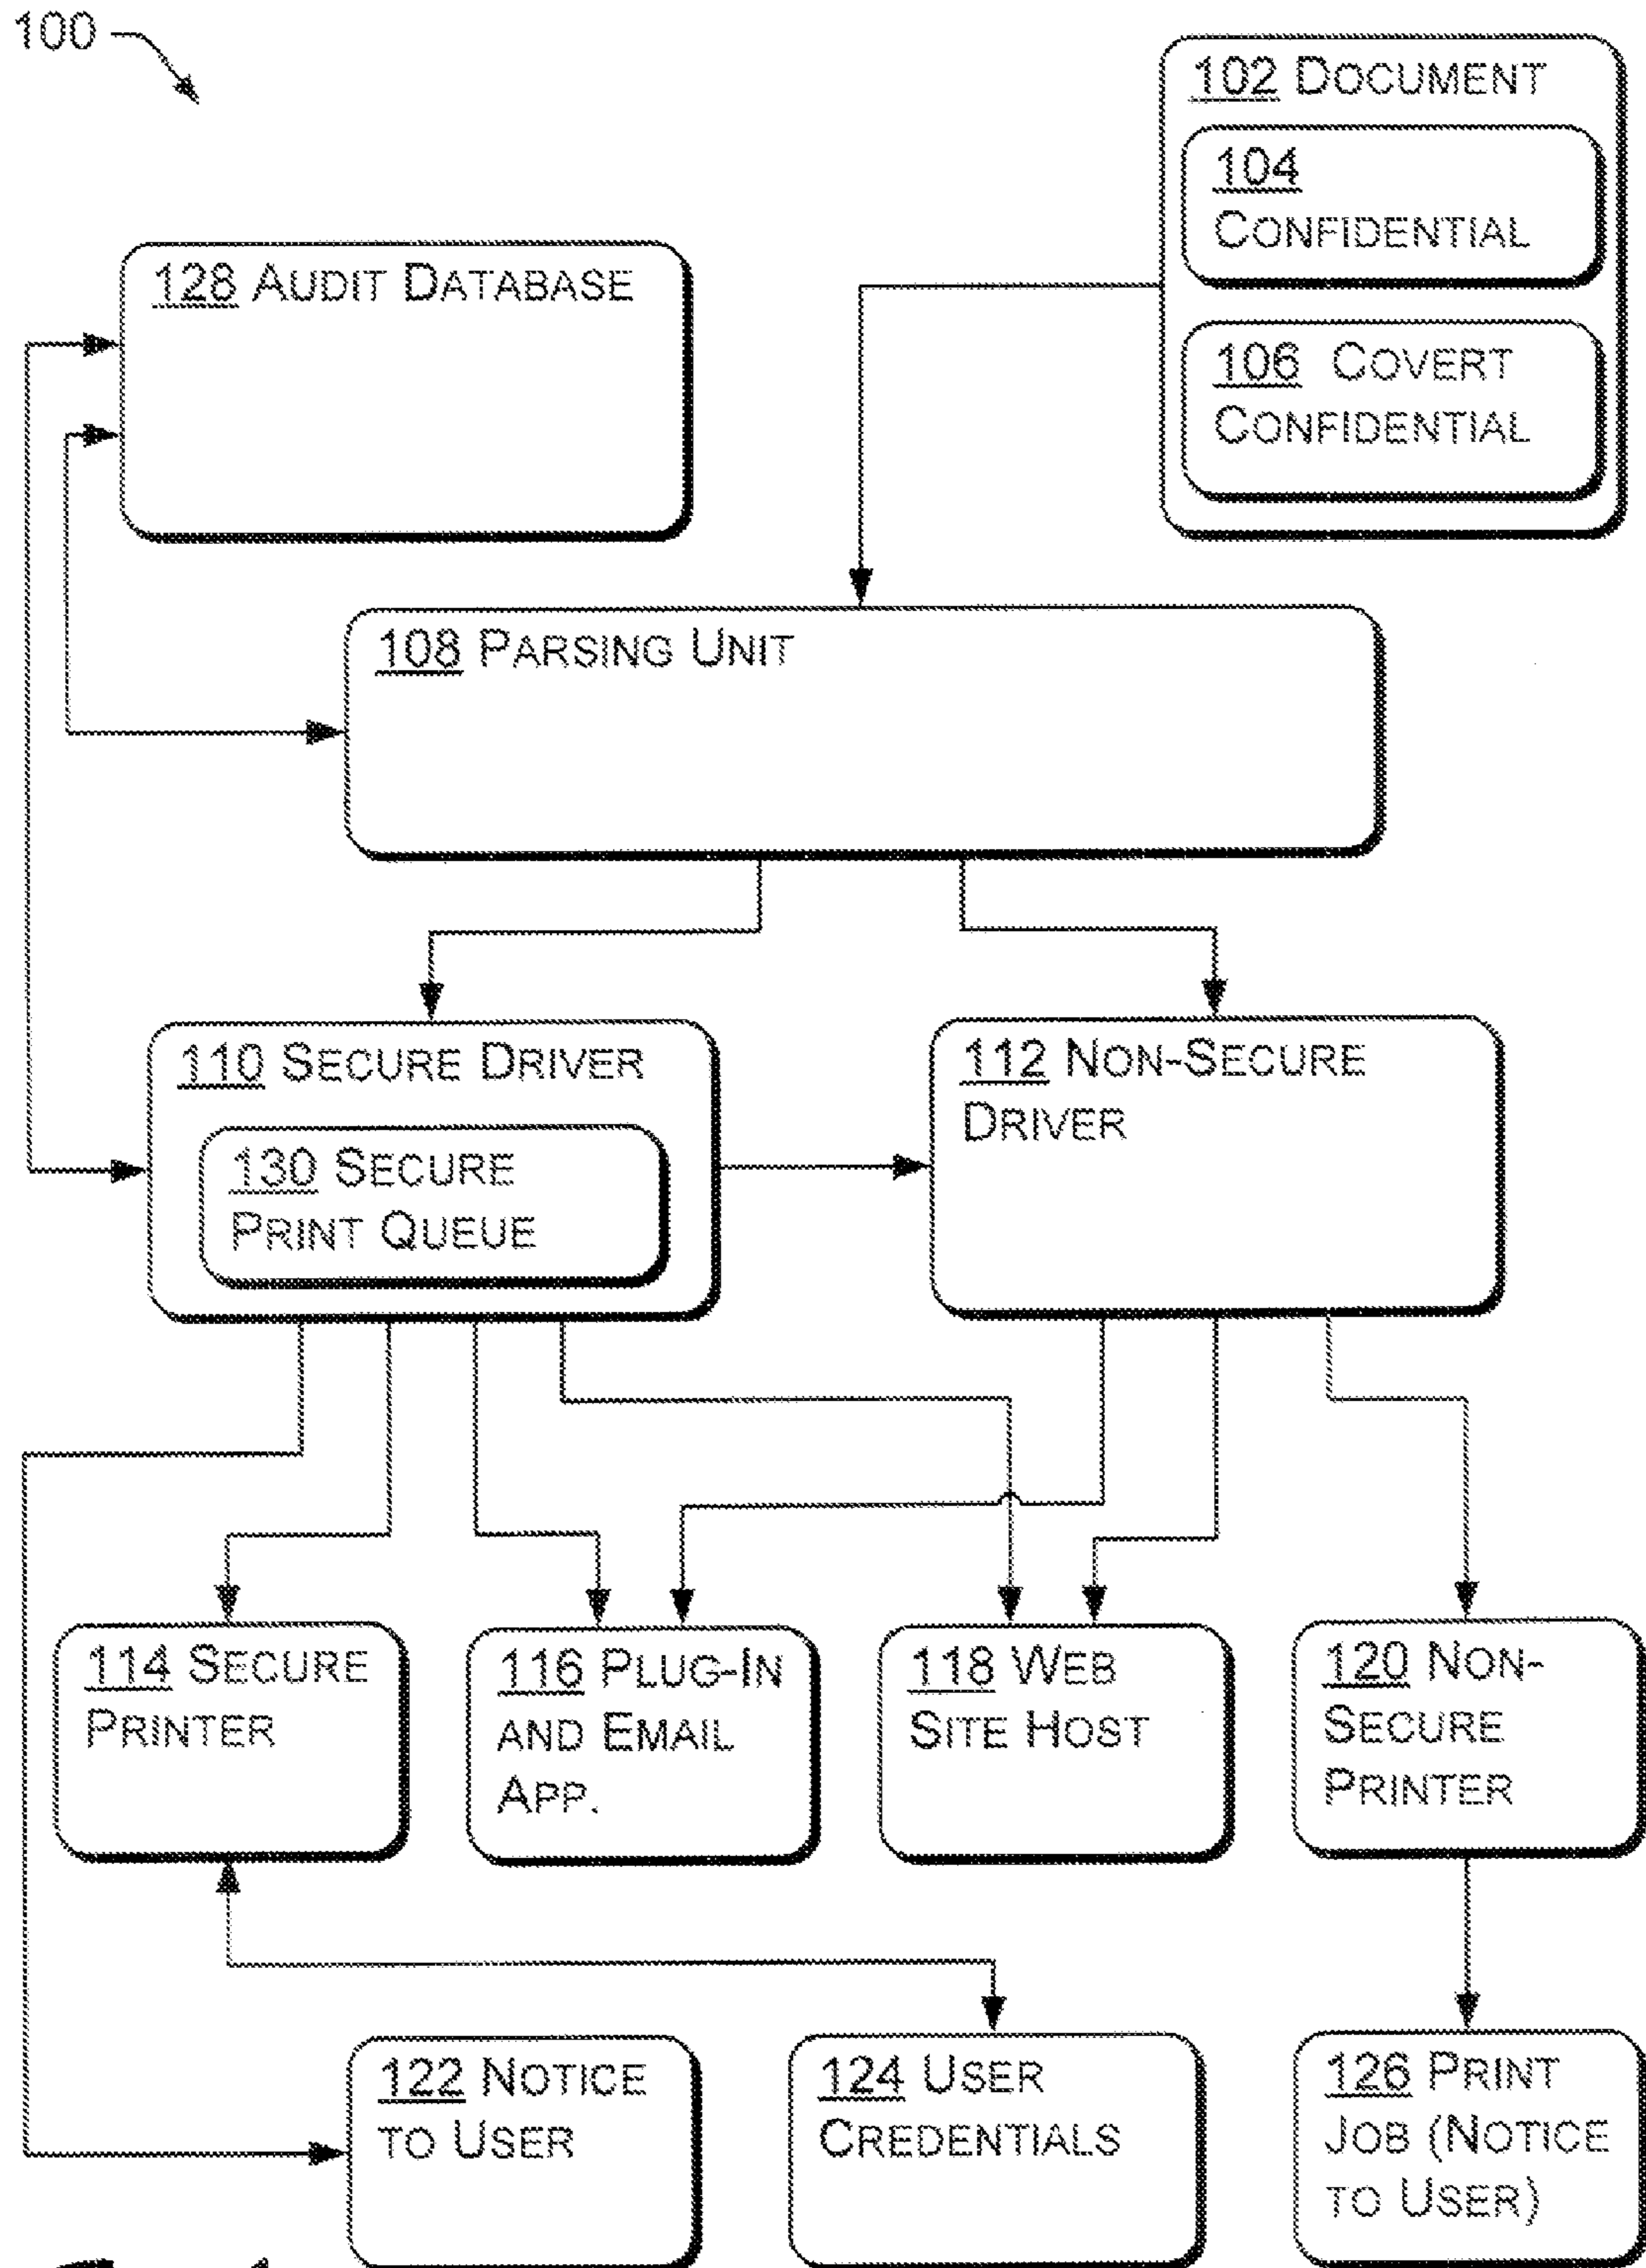 100
102 DOCUMENT
104
CONFIDENTIAL
106 COVERT
CONFIDENTIAL
128 AUDIT DATABASE
108 PARSING UNIT
110 SECURE DRIVER
130 SECURE
PRINT QUEUE
112 NON-SECURE
DRIVER
114 SECURE
PRINTER
116 PLUG-IN
AND EMAIL
APP.
118 WEB
SITE HOST
120 NON-
SECURE
PRINTER
122 NOTICE
TO USER
124 USER
CREDENTIALS
126 PRINT
JOB (NOTICE
TO USER)